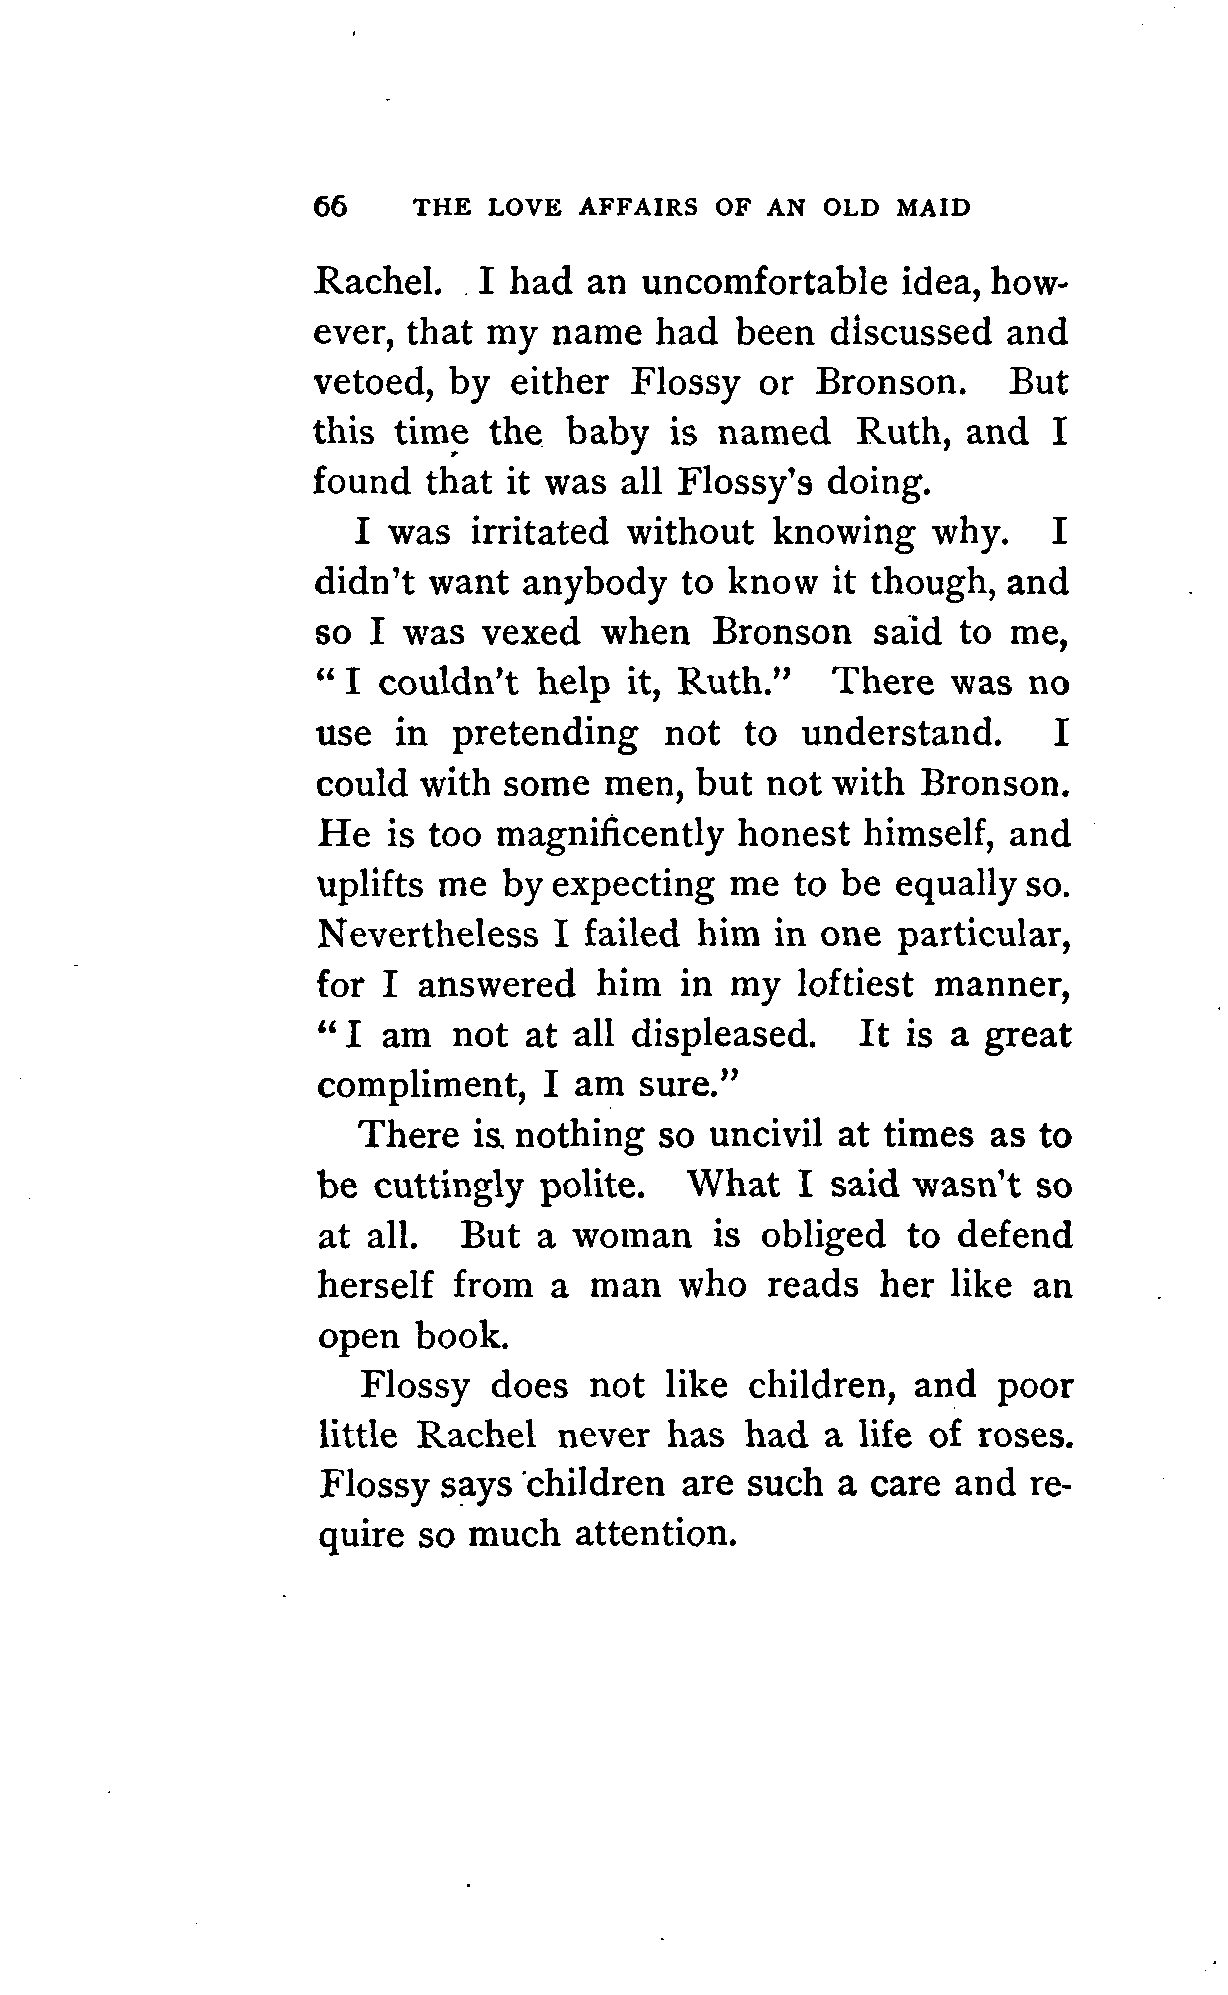 66 THE LOVE AFFAIRS OF AN OLD MAID
Rachel. I had an uncomfortable idea, how-
ever, that my name had been discussed and
vetoed, by either Flossy or Bronson. But
this time the baby is named Ruth, and I
found that it was all Flossy's doing.
I was irritated without knowing why. I
didn't want anybody to know it though, and
so I was vexed when Bronson said to me,
"I couldn't help it, Ruth." There was no
use in pretending not to understand. I
could with some men, but not with Bronson.
He is too magnificently honest himself, and
uplifts me by expecting me to be equally so.
Nevertheless I failed him in one particular,
for I answered him in my loftiest manner,
"I am not at all displeased. It is a great
compliment, I am sure."
There is nothing so uncivil at times as to
be cuttingly polite. What I said wasn't so
at all. But a woman is obliged to defend
herself from a man who reads her like an
open book.
Flossy does not like children, and poor
little Rachel never has had a life of roses.
Flossy says children are such a care and re-
quire so much attention.